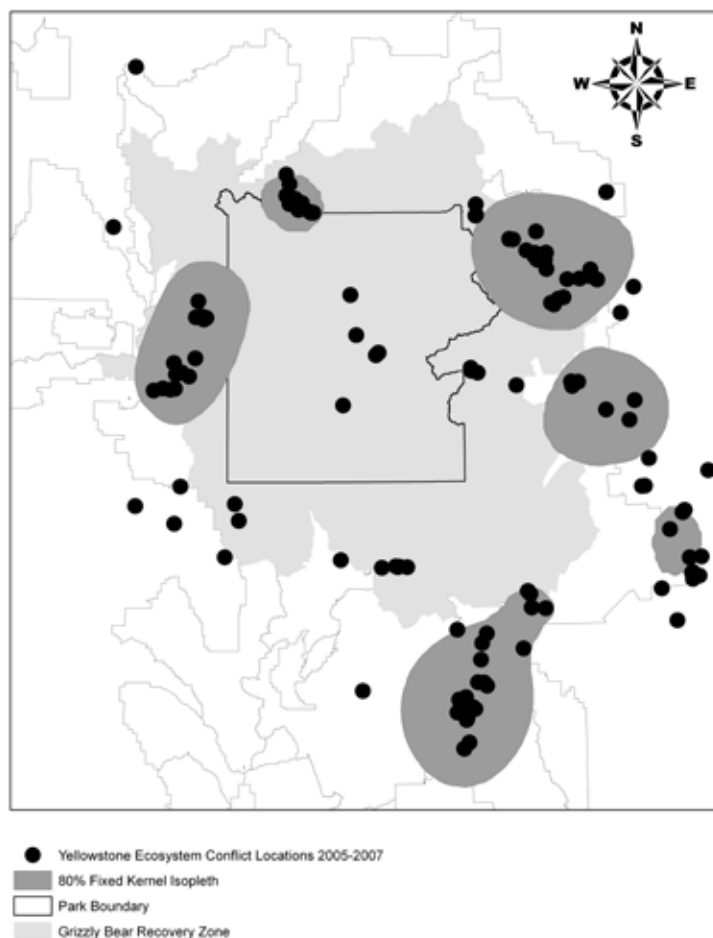 N
W E
S
Yellowstone Ecosystem Conflict Locations 2005-2007
80% Fixed Kernel Isopleth
Park Boundary
Grizzly Bear Recovery Zone